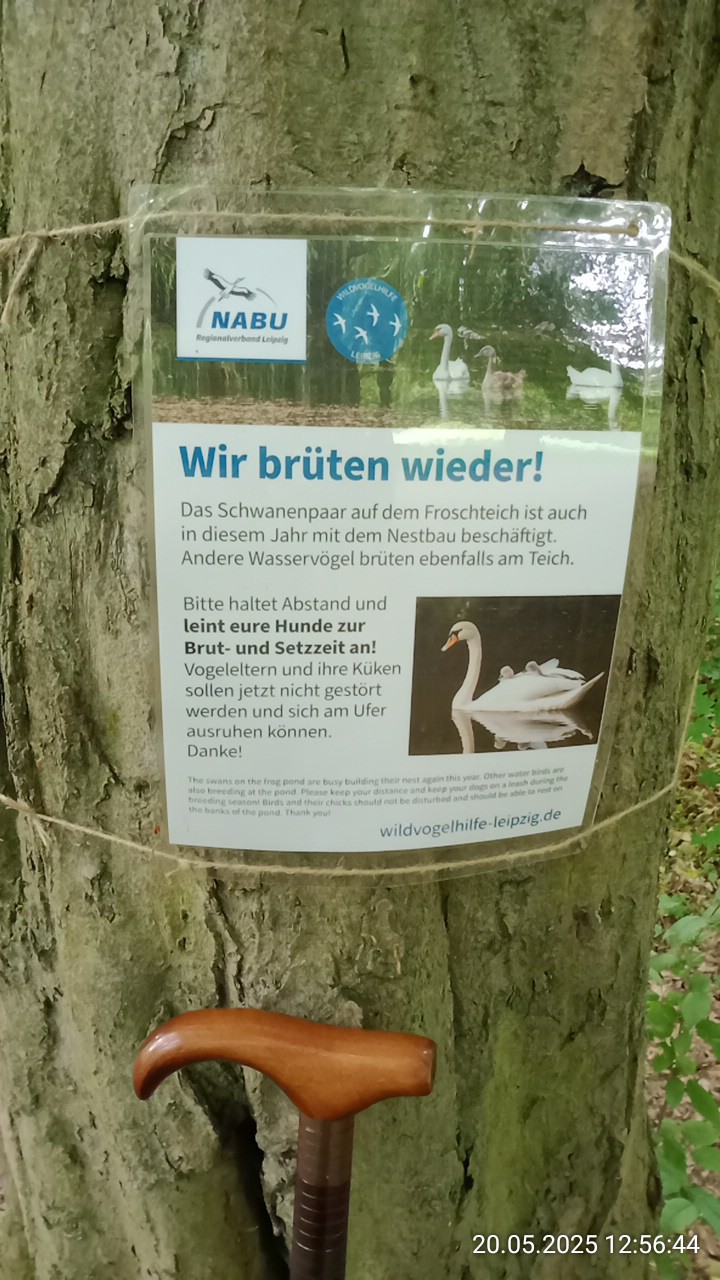 NABU
Regionalverband Leipzig
WILDVOGELHILFE
LEIPZIG
Wir brüten wieder!
Das Schwanenpaar auf dem Froschteich ist auch
in diesem Jahr mit dem Nestbau beschäftigt.
Andere Wasservögel brüten ebenfalls am Teich.
Bitte haltet Abstand und
leint eure Hunde zur
Brut- und Setzzeit an!
Vogeleltern und ihre Küken
sollen jetzt nicht gestört
werden und sich am Ufer
ausruhen können.
Danke!
The swans on the frog pond are busy building their nest again this year. Other water birds are
also breeding at the pond. Please keep your distance and keep your dogs on a leash during the
breeding season! Birds and their chicks should not be disturbed and should be able to rest on
the banks of the pond. Thank you!
wildvogelhilfe-leipzig.de
20.05.2025 12:56:44